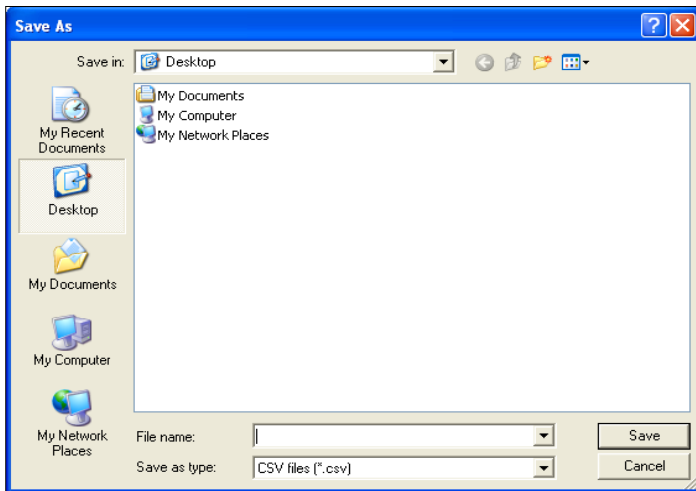 Save As
Save in:
Desktop
My Documents
My Computer
My Network Places
My Recent
Documents
Desktop
My Documents
My Computer
My Network
Places
File name:
Save
Save as type:
CSV files (*.csv)
Cancel